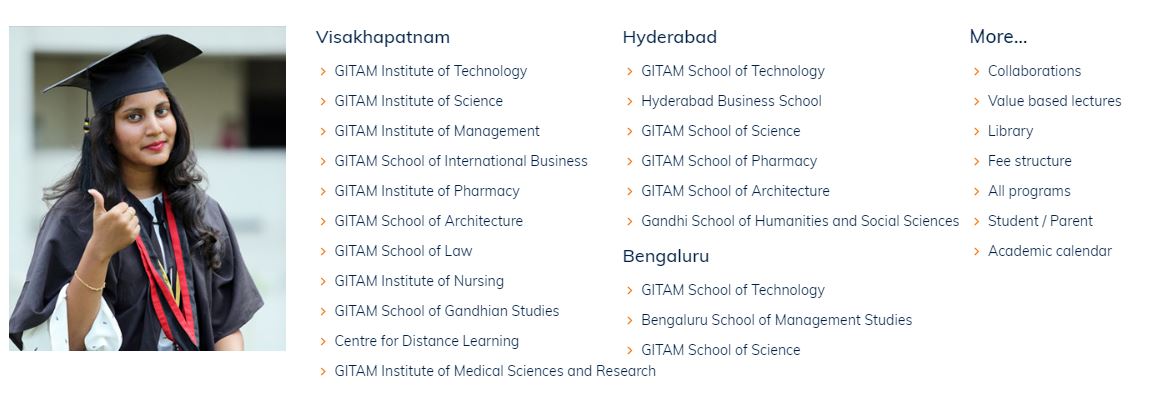 Visakhapatnam
GITAM Institute of Technology
GITAM Institute of Science
GITAM Institute of Management
GITAM School of International Business
GITAM Institute of Pharmacy
GITAM School of Architecture
GITAM School of Law
GITAM Institute of Nursing
GITAM School of Gandhian Studies
Centre for Distance Learning
GITAM Institute of Medical Sciences and Research
Hyderabad
GITAM School of Technology
Hyderabad Business School
GITAM School of Science
GITAM School of Pharmacy
GITAM School of Architecture
Gandhi School of Humanities and Social Sciences
Bengaluru
GITAM School of Technology
Bengaluru School of Management Studies
GITAM School of Science
More...
Collaborations
Value based lectures
Library
Fee structure
All programs
Student / Parent
Academic calendar